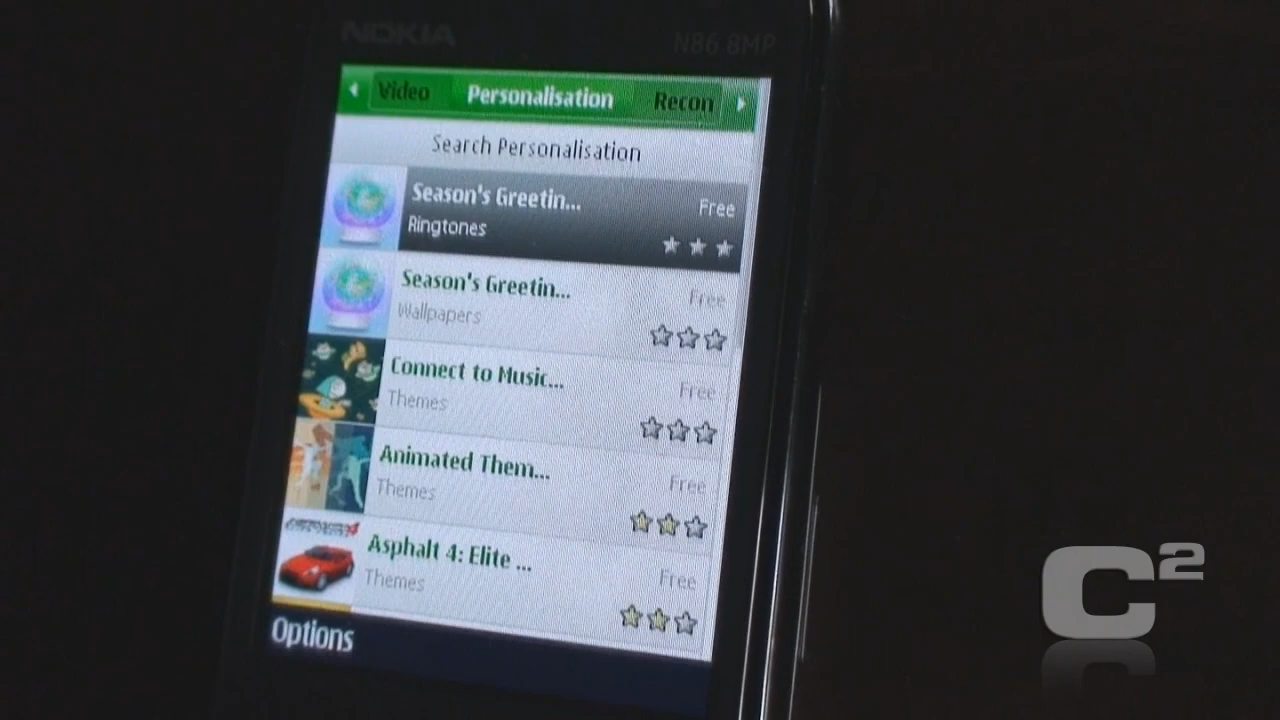 NOKIA
N86 8MP
Video Personalisation Recon
Search Personalisation
Season's Greetin... Free
Ringtones
Season's Greetin... Free
Wallpapers
Connect to Music... Free
Themes
Animated Them... Free
Themes
Asphalt 4: Elite ... Free
Themes
Options
C2